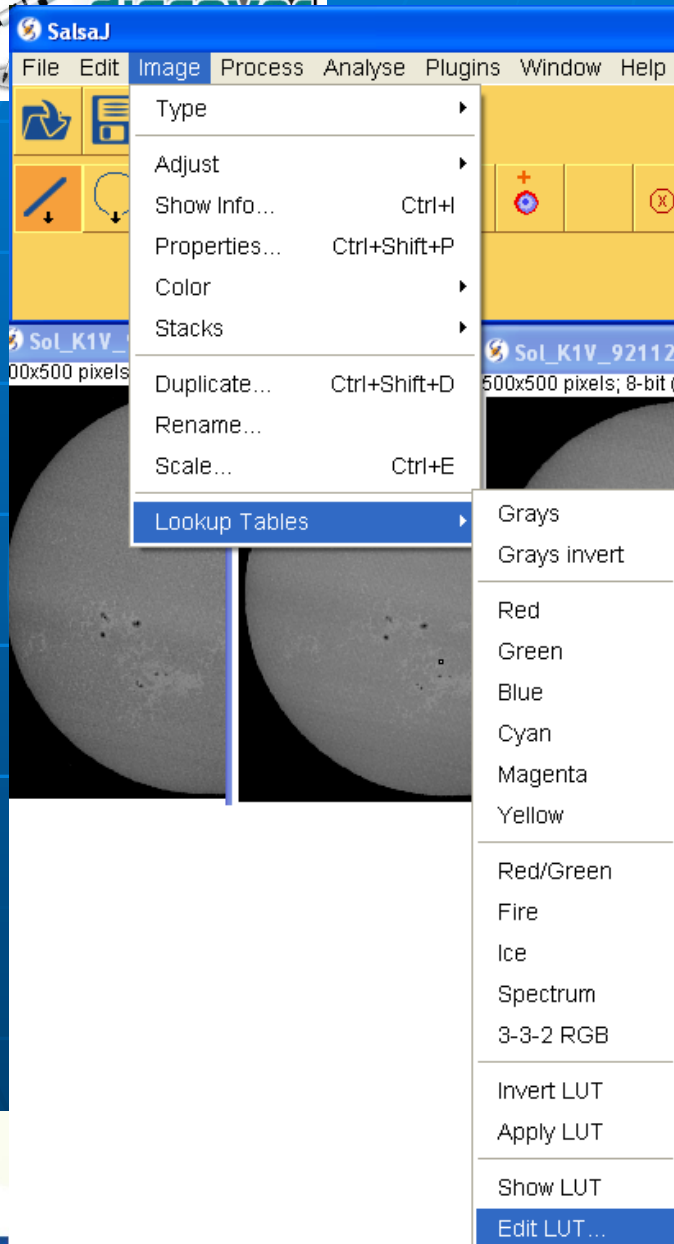 SalsaJ
File Edit Image Process Analyse Plugins Window Help
Type
Adjust
Show Info... Ctrl+I
Properties... Ctrl+Shift+P
Color
Stacks
Duplicate... Ctrl+Shift+D
Rename...
Scale... Ctrl+E
Lookup Tables
Sol_K1V_
00x500 pixels
Sol_K1V_92112
500x500 pixels; 8-bit (
Grays
Grays invert
Red
Green
Blue
Cyan
Magenta
Yellow
Red/Green
Fire
Ice
Spectrum
3-3-2 RGB
Invert LUT
Apply LUT
Show LUT
Edit LUT...